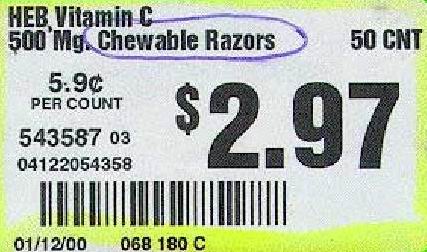 HEB Vitamin C
500 Mg. Chewable Razors 50 CNT
5.9¢
PER COUNT
$2.97
543587 03
04122054358
01/12/00 068 180 C